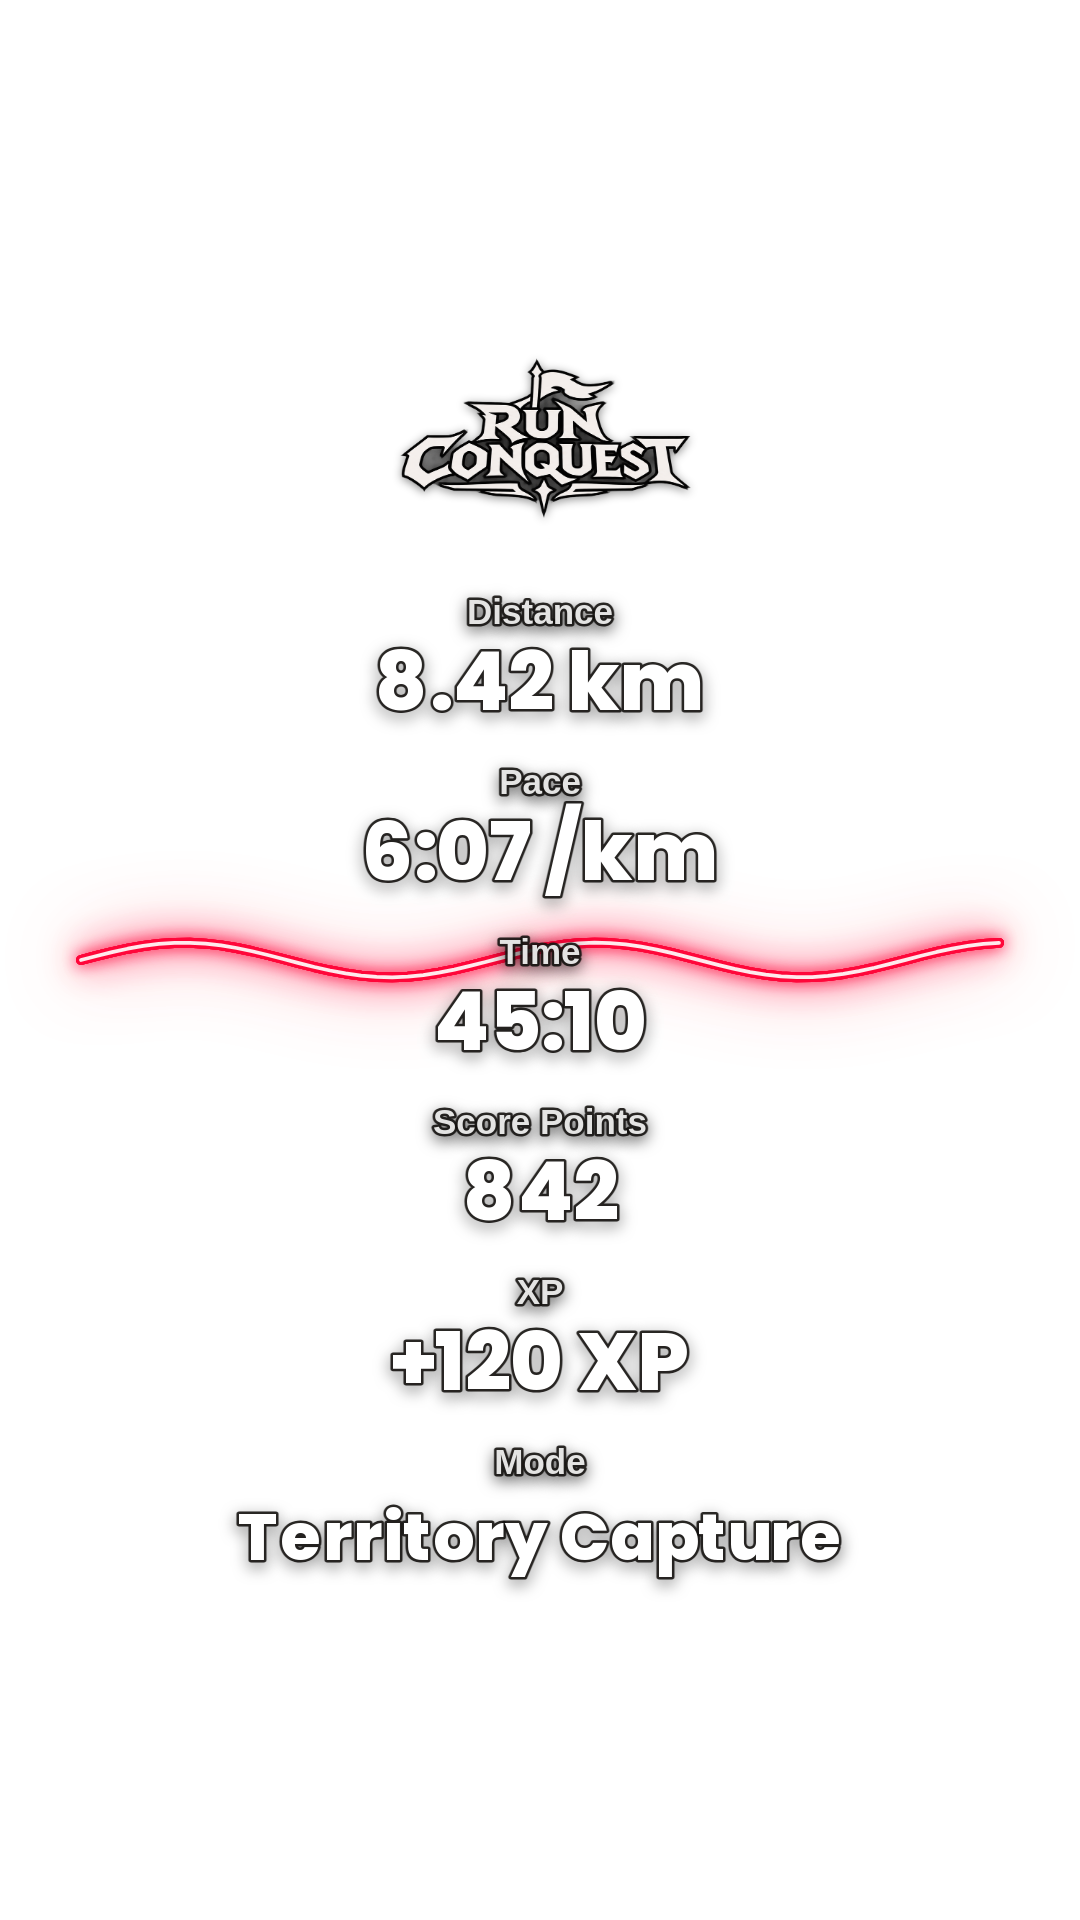 RUN
CONQUEST
Distance
8.42 km
Pace
6:07 /km
Time
45:10
Score Points
842
XP
+120 XP
Mode
Territory Capture